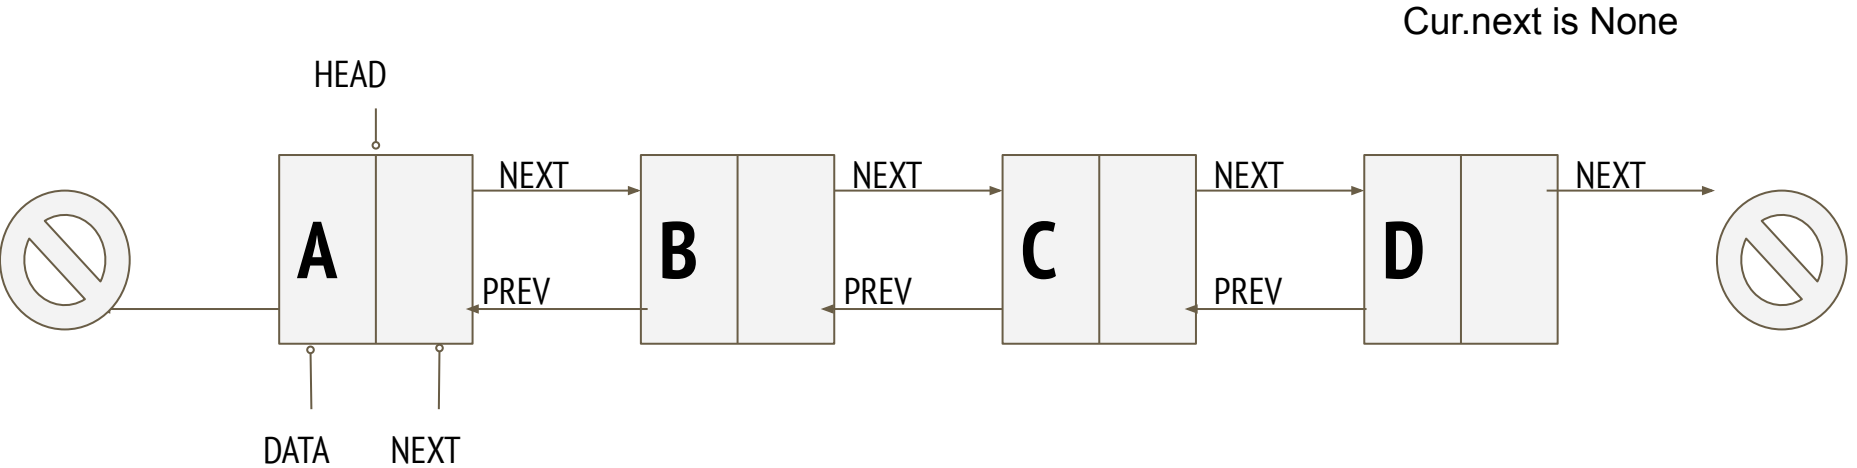 Cur.next is None
HEAD
NEXT
NEXT
NEXT
NEXT
A
B
C
D
PREV
PREV
PREV
DATA
NEXT